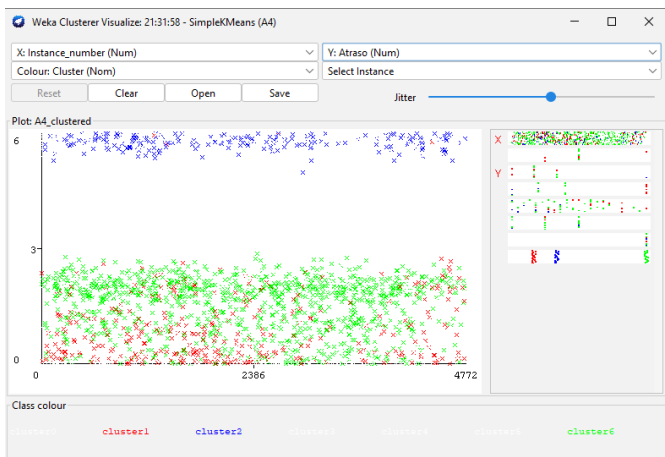 Weka Clusterer Visualize: 21:31:58 - SimpleKMeans (A4)
X: Instance_number (Num) Y: Atraso (Num)
Colour: Cluster (Nom) Select Instance
Reset Clear Open Save Jitter
Plot: A4_clustered
6
3
0
0 2386 4772
X
Y
Class colour
cluster1 cluster2 cluster6